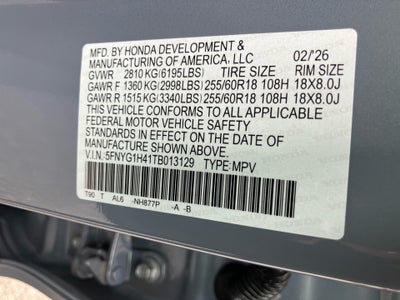 MFD. BY HONDA DEVELOPMENT &
MANUFACTURING OF AMERICA, LLC 02/'26
GVWR 2810 KG(6195LBS) TIRE SIZE RIM SIZE
GAWR F 1360 KG(2998LBS) 255/60R18 108H 18X8.0J
GAWR R 1515 KG(3340LBS) 255/60R18 108H 18X8.0J
THIS VEHICLE CONFORMS TO ALL APPLICABLE
FEDERAL MOTOR VEHICLE SAFETY
STANDARDS IN EFFECT ON THE DATE OF
MANUFACTURE SHOWN ABOVE.
V.I.N. 5FNYG1H41TB013129 TYPE:MPV
T90 T AL6 -NH877P -A -B